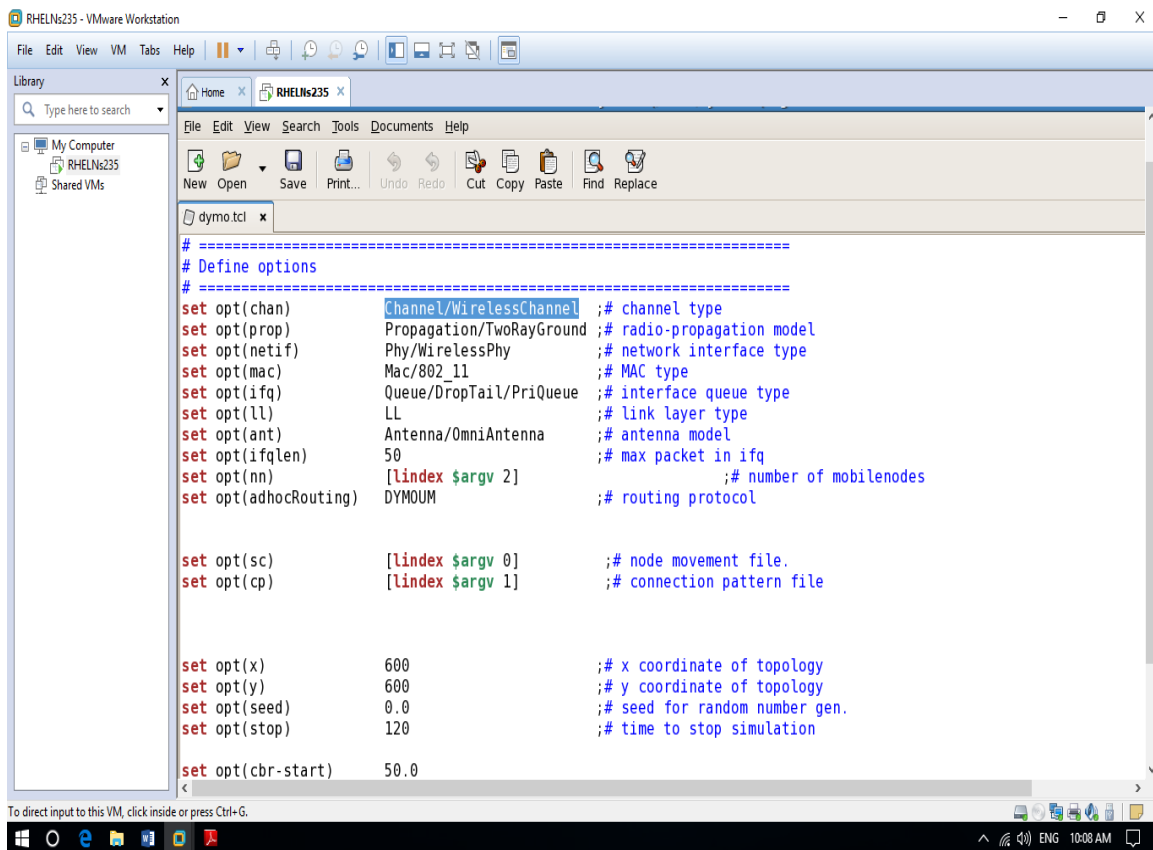 RHELNs235 - VMware Workstation
File Edit View VM Tabs Help
Library
Type here to search
My Computer
RHELNs235
Shared VMs
Home
RHELNs235
File Edit View Search Tools Documents Help
New Open Save Print... Undo Redo Cut Copy Paste Find Replace
dymo.tcl
# ======================================================================
# Define options
# ======================================================================
set opt(chan) Channel/WirelessChannel ;# channel type
set opt(prop) Propagation/TwoRayGround ;# radio-propagation model
set opt(netif) Phy/WirelessPhy ;# network interface type
set opt(mac) Mac/802_11 ;# MAC type
set opt(ifq) Queue/DropTail/PriQueue ;# interface queue type
set opt(ll) LL ;# link layer type
set opt(ant) Antenna/OmniAntenna ;# antenna model
set opt(ifqlen) 50 ;# max packet in ifq
set opt(nn) [lindex $argv 2] ;# number of mobilenodes
set opt(adhocRouting) DYMOUM ;# routing protocol
set opt(sc) [lindex $argv 0] ;# node movement file.
set opt(cp) [lindex $argv 1] ;# connection pattern file
set opt(x) 600 ;# x coordinate of topology
set opt(y) 600 ;# y coordinate of topology
set opt(seed) 0.0 ;# seed for random number gen.
set opt(stop) 120 ;# time to stop simulation
set opt(cbr-start) 50.0
To direct input to this VM, click inside or press Ctrl+G.
ENG 10:08 AM